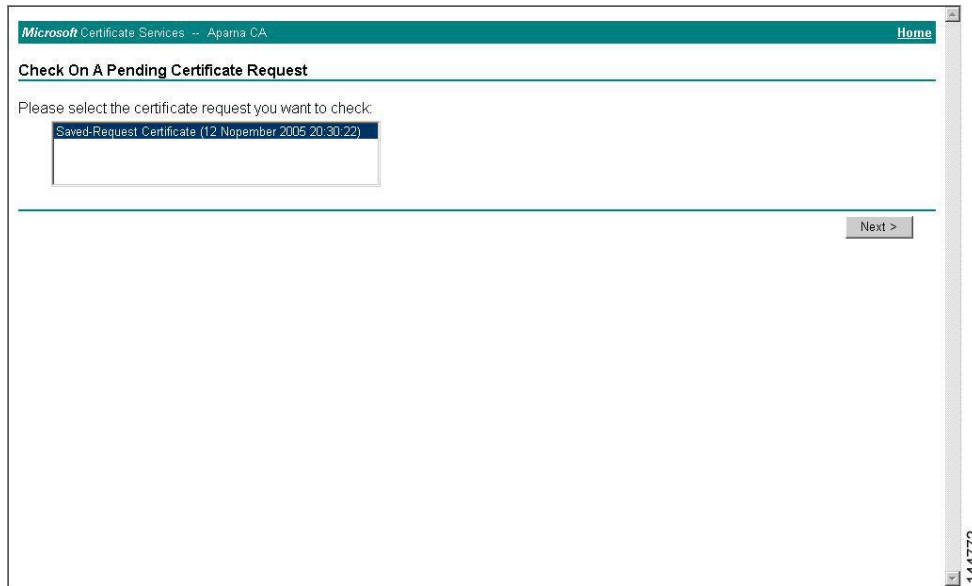 Microsoft Certificate Services -- Aparna CA
Home
Check On A Pending Certificate Request
Please select the certificate request you want to check:
Saved-Request Certificate (12 Nopember 2005 20:30:22)
Next >
144773